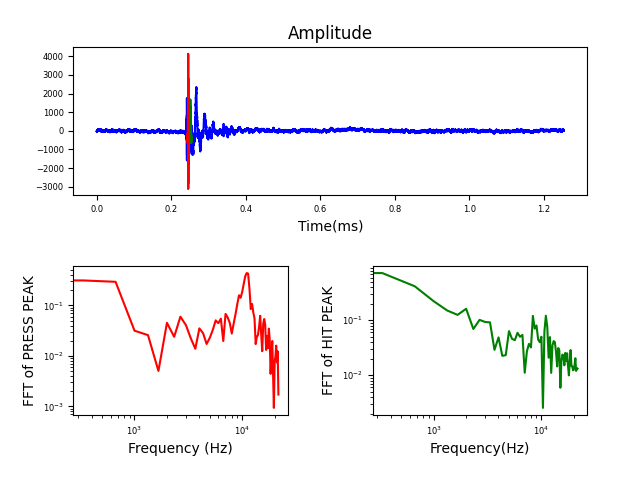 Amplitude
4000
3000
2000
1000
0
−1000
−2000
−3000
0.0 0.2 0.4 0.6 0.8 1.0 1.2
Time(ms)
FFT of PRESS PEAK
10⁻¹
10⁻²
10⁻³
10³ 10⁴
Frequency (Hz)
FFT of HIT PEAK
10⁻¹
10⁻²
10³ 10⁴
Frequency(Hz)